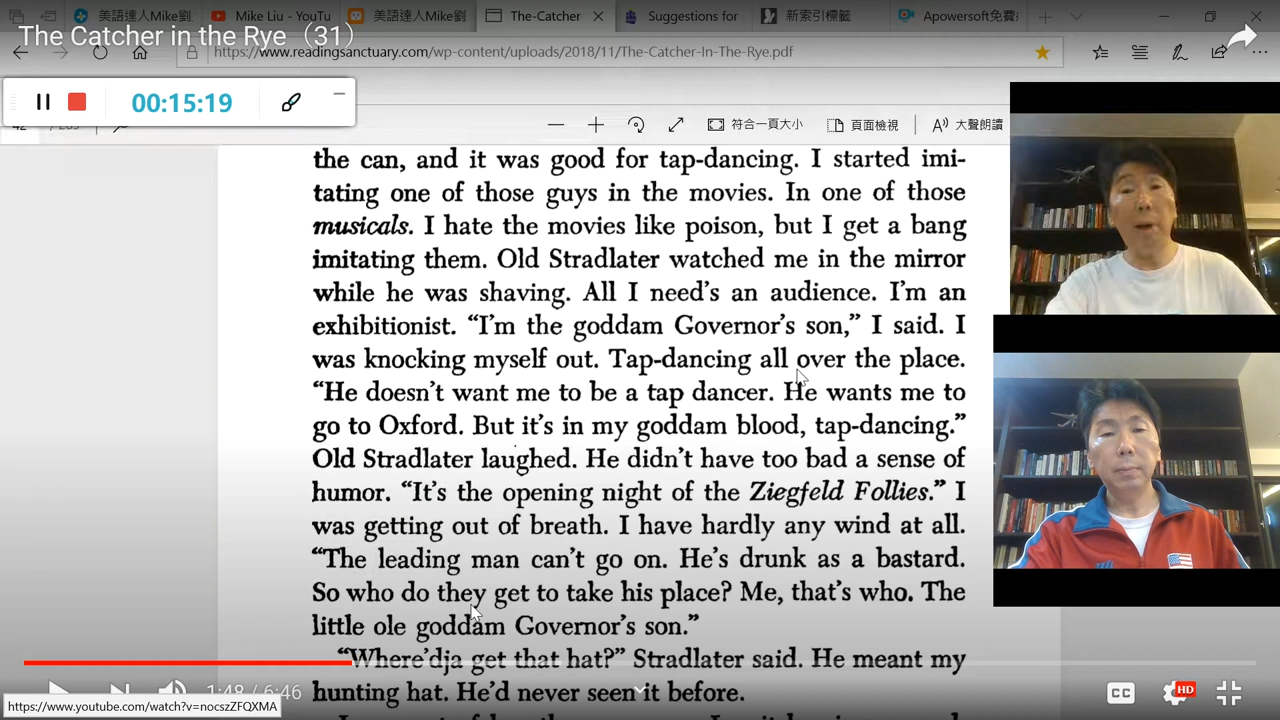 美語達人Mike劉
Mike Liu - YouTu
美語達人Mike劉
The-Catcher
Suggestions for
新索引標籤
Apowersoft免費
The Catcher in the Rye（31）
https://www.readingsanctuary.com/wp-content/uploads/2018/11/The-Catcher-In-The-Rye.pdf
00:15:19
符合一頁大小
頁面檢視
大聲朗讀
the can, and it was good for tap-dancing. I started imi-
tating one of those guys in the movies. In one of those
musicals. I hate the movies like poison, but I get a bang
imitating them. Old Stradlater watched me in the mirror
while he was shaving. All I need's an audience. I'm an
exhibitionist. “I'm the goddam Governor's son,” I said. I
was knocking myself out. Tap-dancing all over the place.
“He doesn't want me to be a tap dancer. He wants me to
go to Oxford. But it's in my goddam blood, tap-dancing.”
Old Stradlater laughed. He didn't have too bad a sense of
humor. “It's the opening night of the Ziegfeld Follies.” I
was getting out of breath. I have hardly any wind at all.
“The leading man can't go on. He's drunk as a bastard.
So who do they get to take his place? Me, that's who. The
little ole goddam Governor's son.”
“Where'dja get that hat?” Stradlater said. He meant my
hunting hat. He'd never seen it before.
1:48 / 6:46
CC
HD
https://www.youtube.com/watch?v=nocszZFQXMA